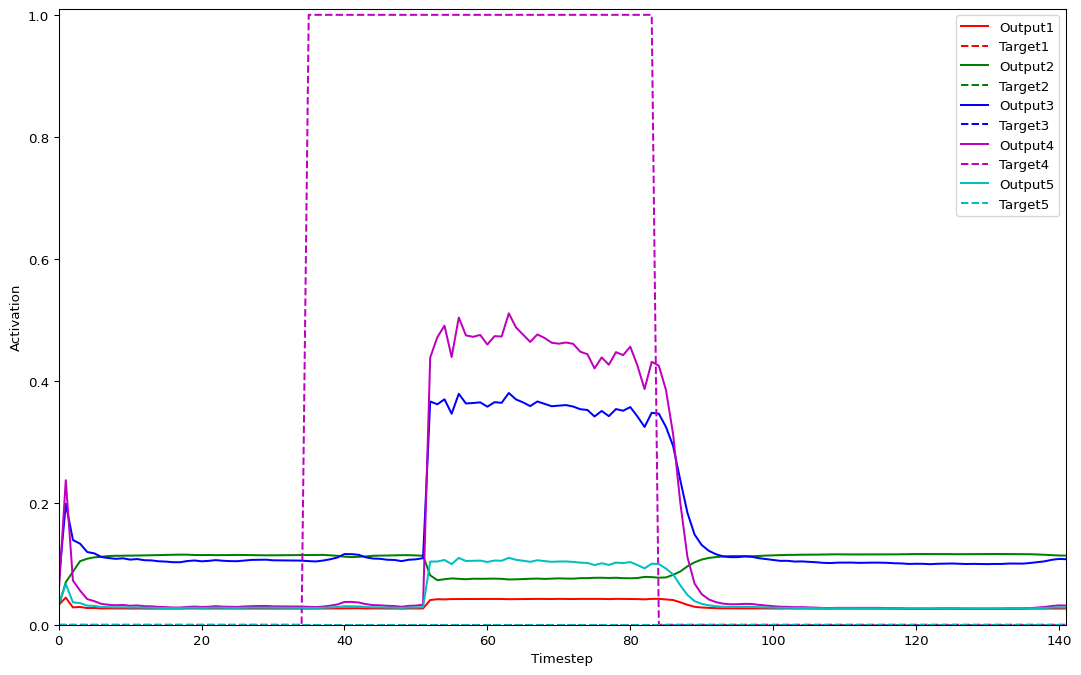 1.0
0.8
0.6
0.4
0.2
0.0
Activation
0 20 40 60 80 100 120 140
Timestep
Output1
Target1
Output2
Target2
Output3
Target3
Output4
Target4
Output5
Target5